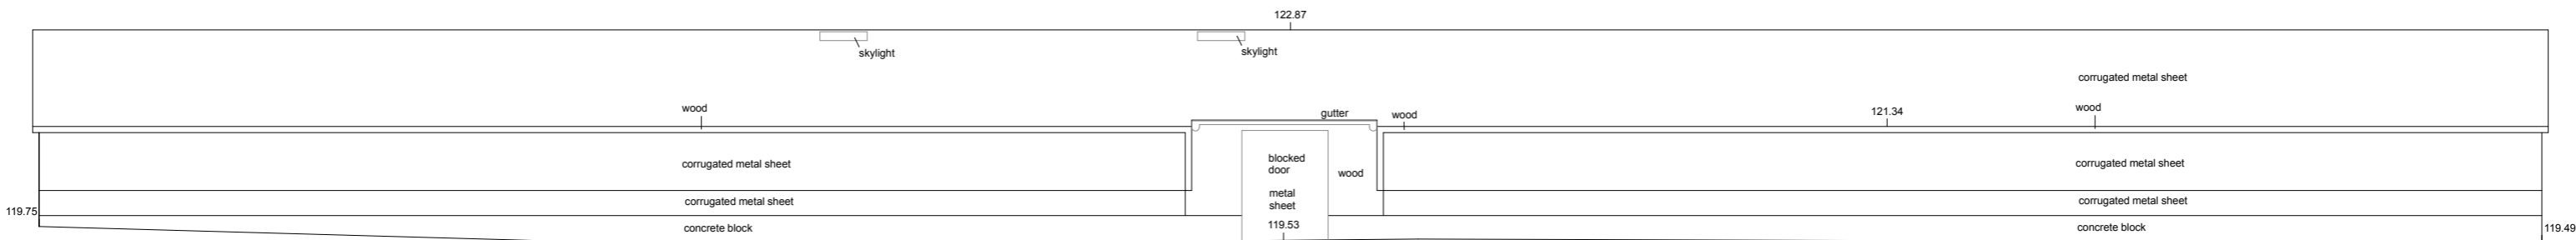 122.87
skylight
skylight
corrugated metal sheet
wood
gutter
wood
121.34
wood
corrugated metal sheet
blocked
door
wood
corrugated metal sheet
metal
sheet
corrugated metal sheet
corrugated metal sheet
119.75
119.53
concrete block
concrete block
119.49